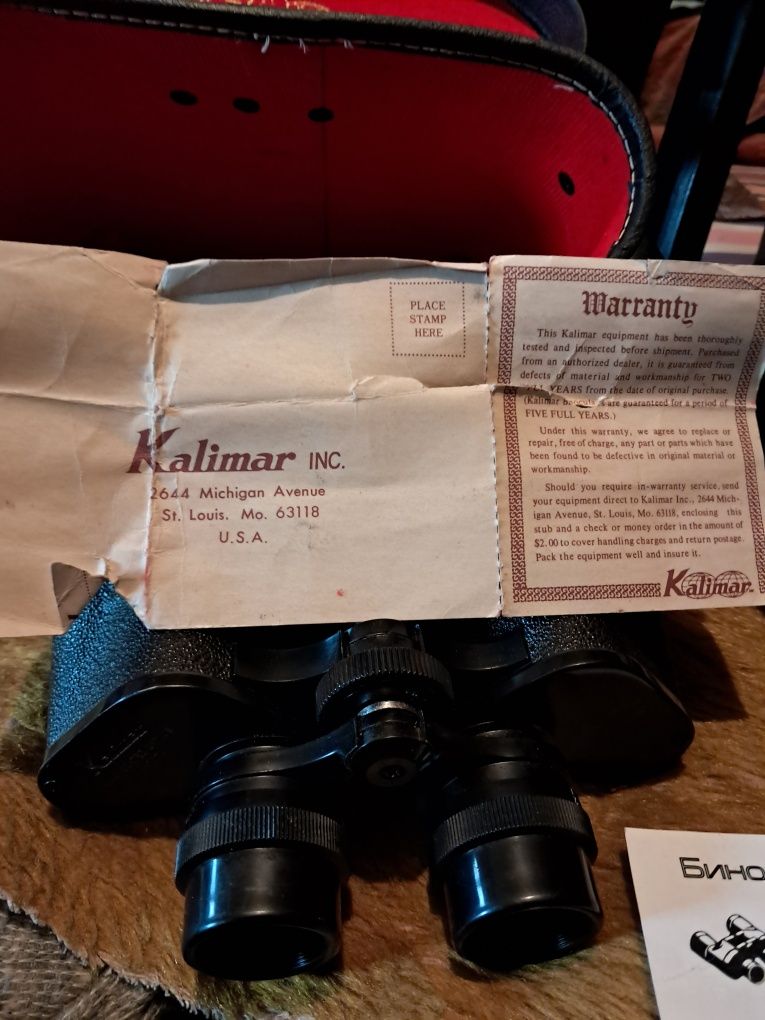 PLACE
STAMP
HERE
Kalimar INC.
2644 Michigan Avenue
St. Louis. Mo. 63118
U.S.A.
Warranty
This Kalimar equipment has been thoroughly
tested and inspected before shipment. Purchased
from an authorized dealer, it is guaranteed from
defects of material and workmanship for TWO
YEARS from the date of original purchase.
(Kalimar are guaranteed for a period of
FIVE FULL YEARS.)
Under this warranty, we agree to replace or
repair, free of charge, any part or parts which have
been found to be defective in original material or
workmanship.
Should you require in-warranty service, send
your equipment direct to Kalimar Inc., 2644 Mich-
igan Avenue, St. Louis, Mo. 63118, enclosing this
stub and a check or money order in the amount of
$2.00 to cover handling charges and return postage.
Pack the equipment well and insure it.
Kalimar
Kalimar
Бино